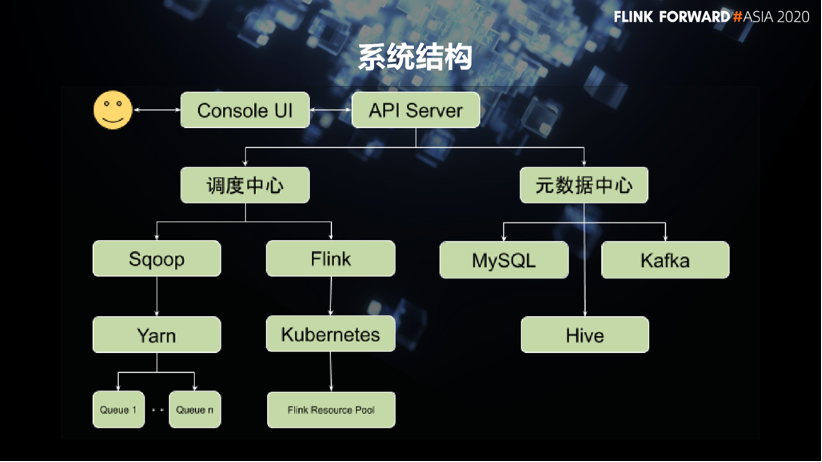 FLINK FORWARD#ASIA 2020
系统结构
Console UI
API Server
调度中心
元数据中心
Sqoop
Flink
MySQL
Kafka
Yarn
Kubernetes
Hive
Queue 1
Queue n
Flink Resource Pool